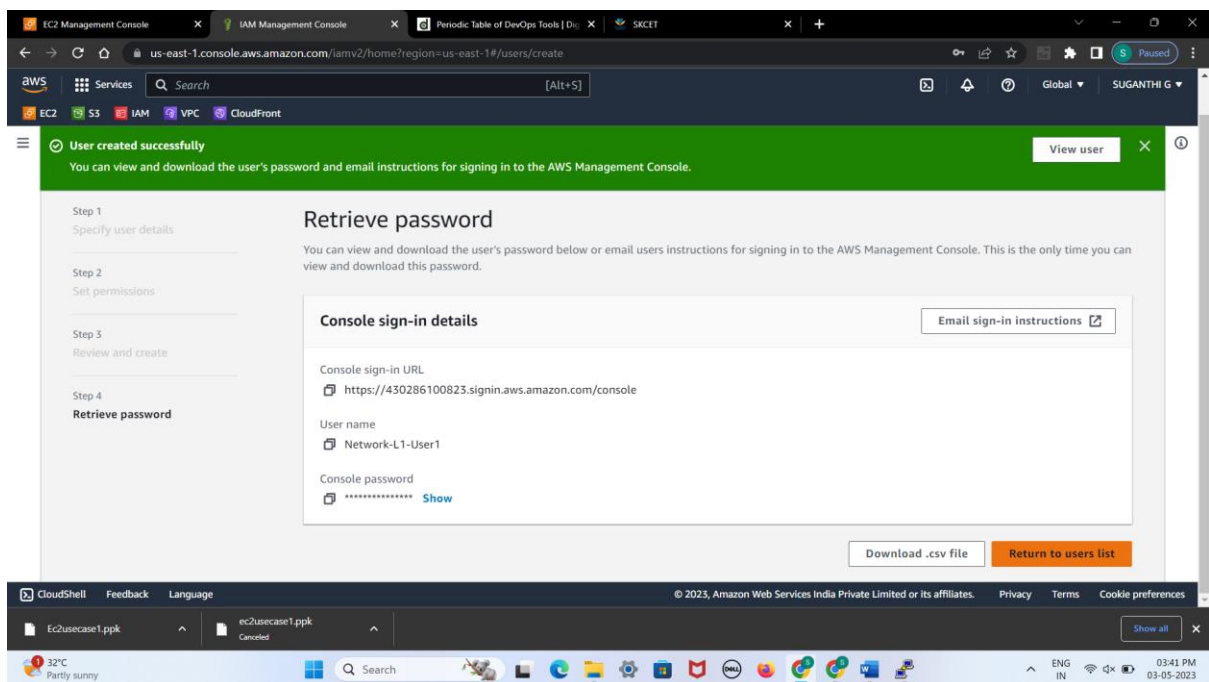 EC2 Management Console
IAM Management Console
Periodic Table of DevOps Tools | Dig
SKCET
us-east-1.console.aws.amazon.com/iamv2/home?region=us-east-1#/users/create
S Paused
aws
Services
Search
[Alt+S]
Global
SUGANTHI G
EC2 S3 IAM VPC CloudFront
User created successfully
You can view and download the user's password and email instructions for signing in to the AWS Management Console.
View user
Step 1
Specify user details
Step 2
Set permissions
Step 3
Review and create
Step 4
Retrieve password
Retrieve password
You can view and download the user's password below or email users instructions for signing in to the AWS Management Console. This is the only time you can
view and download this password.
Console sign-in details
Email sign-in instructions
Console sign-in URL
https://430286100823.signin.aws.amazon.com/console
User name
Network-L1-User1
Console password
*************** Show
Download .csv file
Return to users list
CloudShell Feedback Language
© 2023, Amazon Web Services India Private Limited or its affiliates. Privacy Terms Cookie preferences
Ec2usecase1.ppk
ec2usecase1.ppk
Canceled
Show all
32°C
Partly sunny
Search
DELL
ENG
IN
03:41 PM
03-05-2023